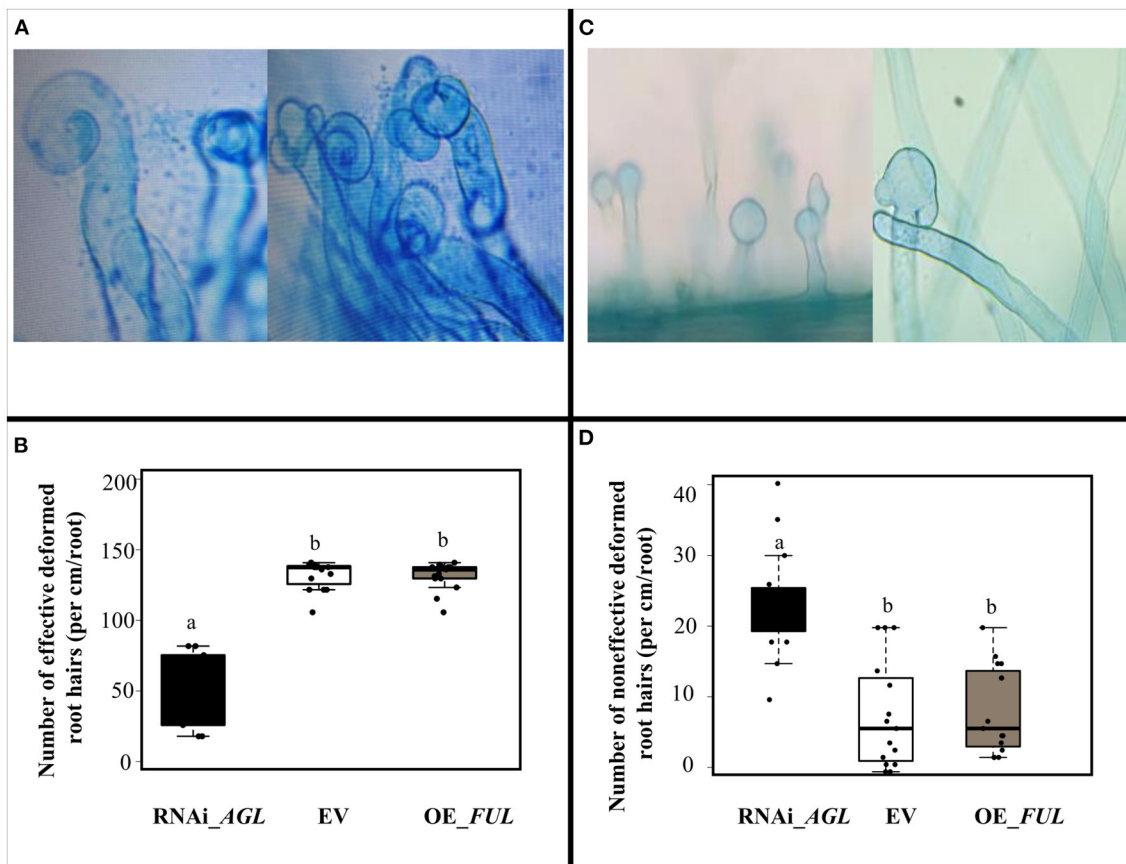 A
C
B
Number of effective deformed
root hairs (per cm/root)
200
150
100
50
0
a
b
b
RNAi_AGL
EV
OE_FUL
D
Number of noneffective deformed
root hairs (per cm/root)
40
30
20
10
0
a
b
b
RNAi_AGL
EV
OE_FUL